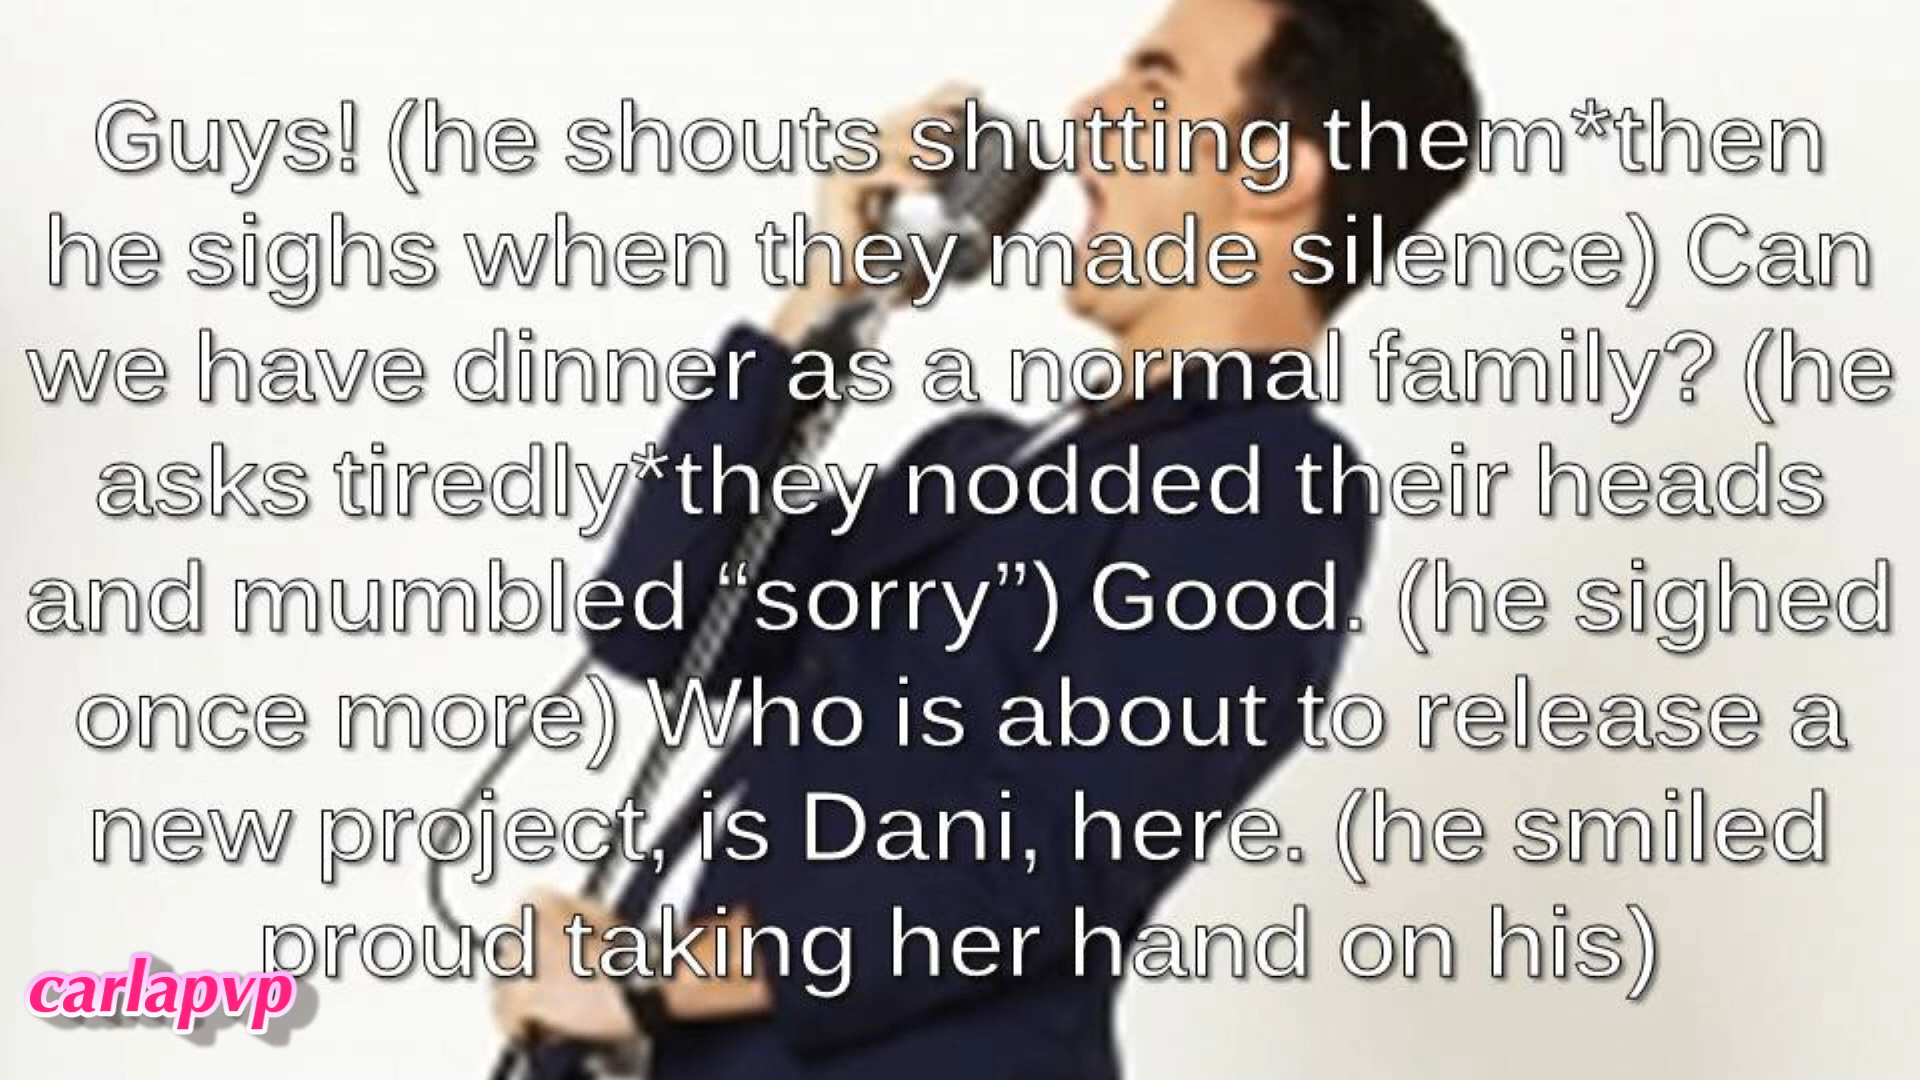 Guys! (he shouts shutting them*then
he sighs when they made silence) Can
we have dinner as a normal family? (he
asks tiredly*they nodded their heads
and mumbled “sorry”) Good. (he sighed
once more) Who is about to release a
new project, is Dani, here. (he smiled
proud taking her hand on his)
carlapvp